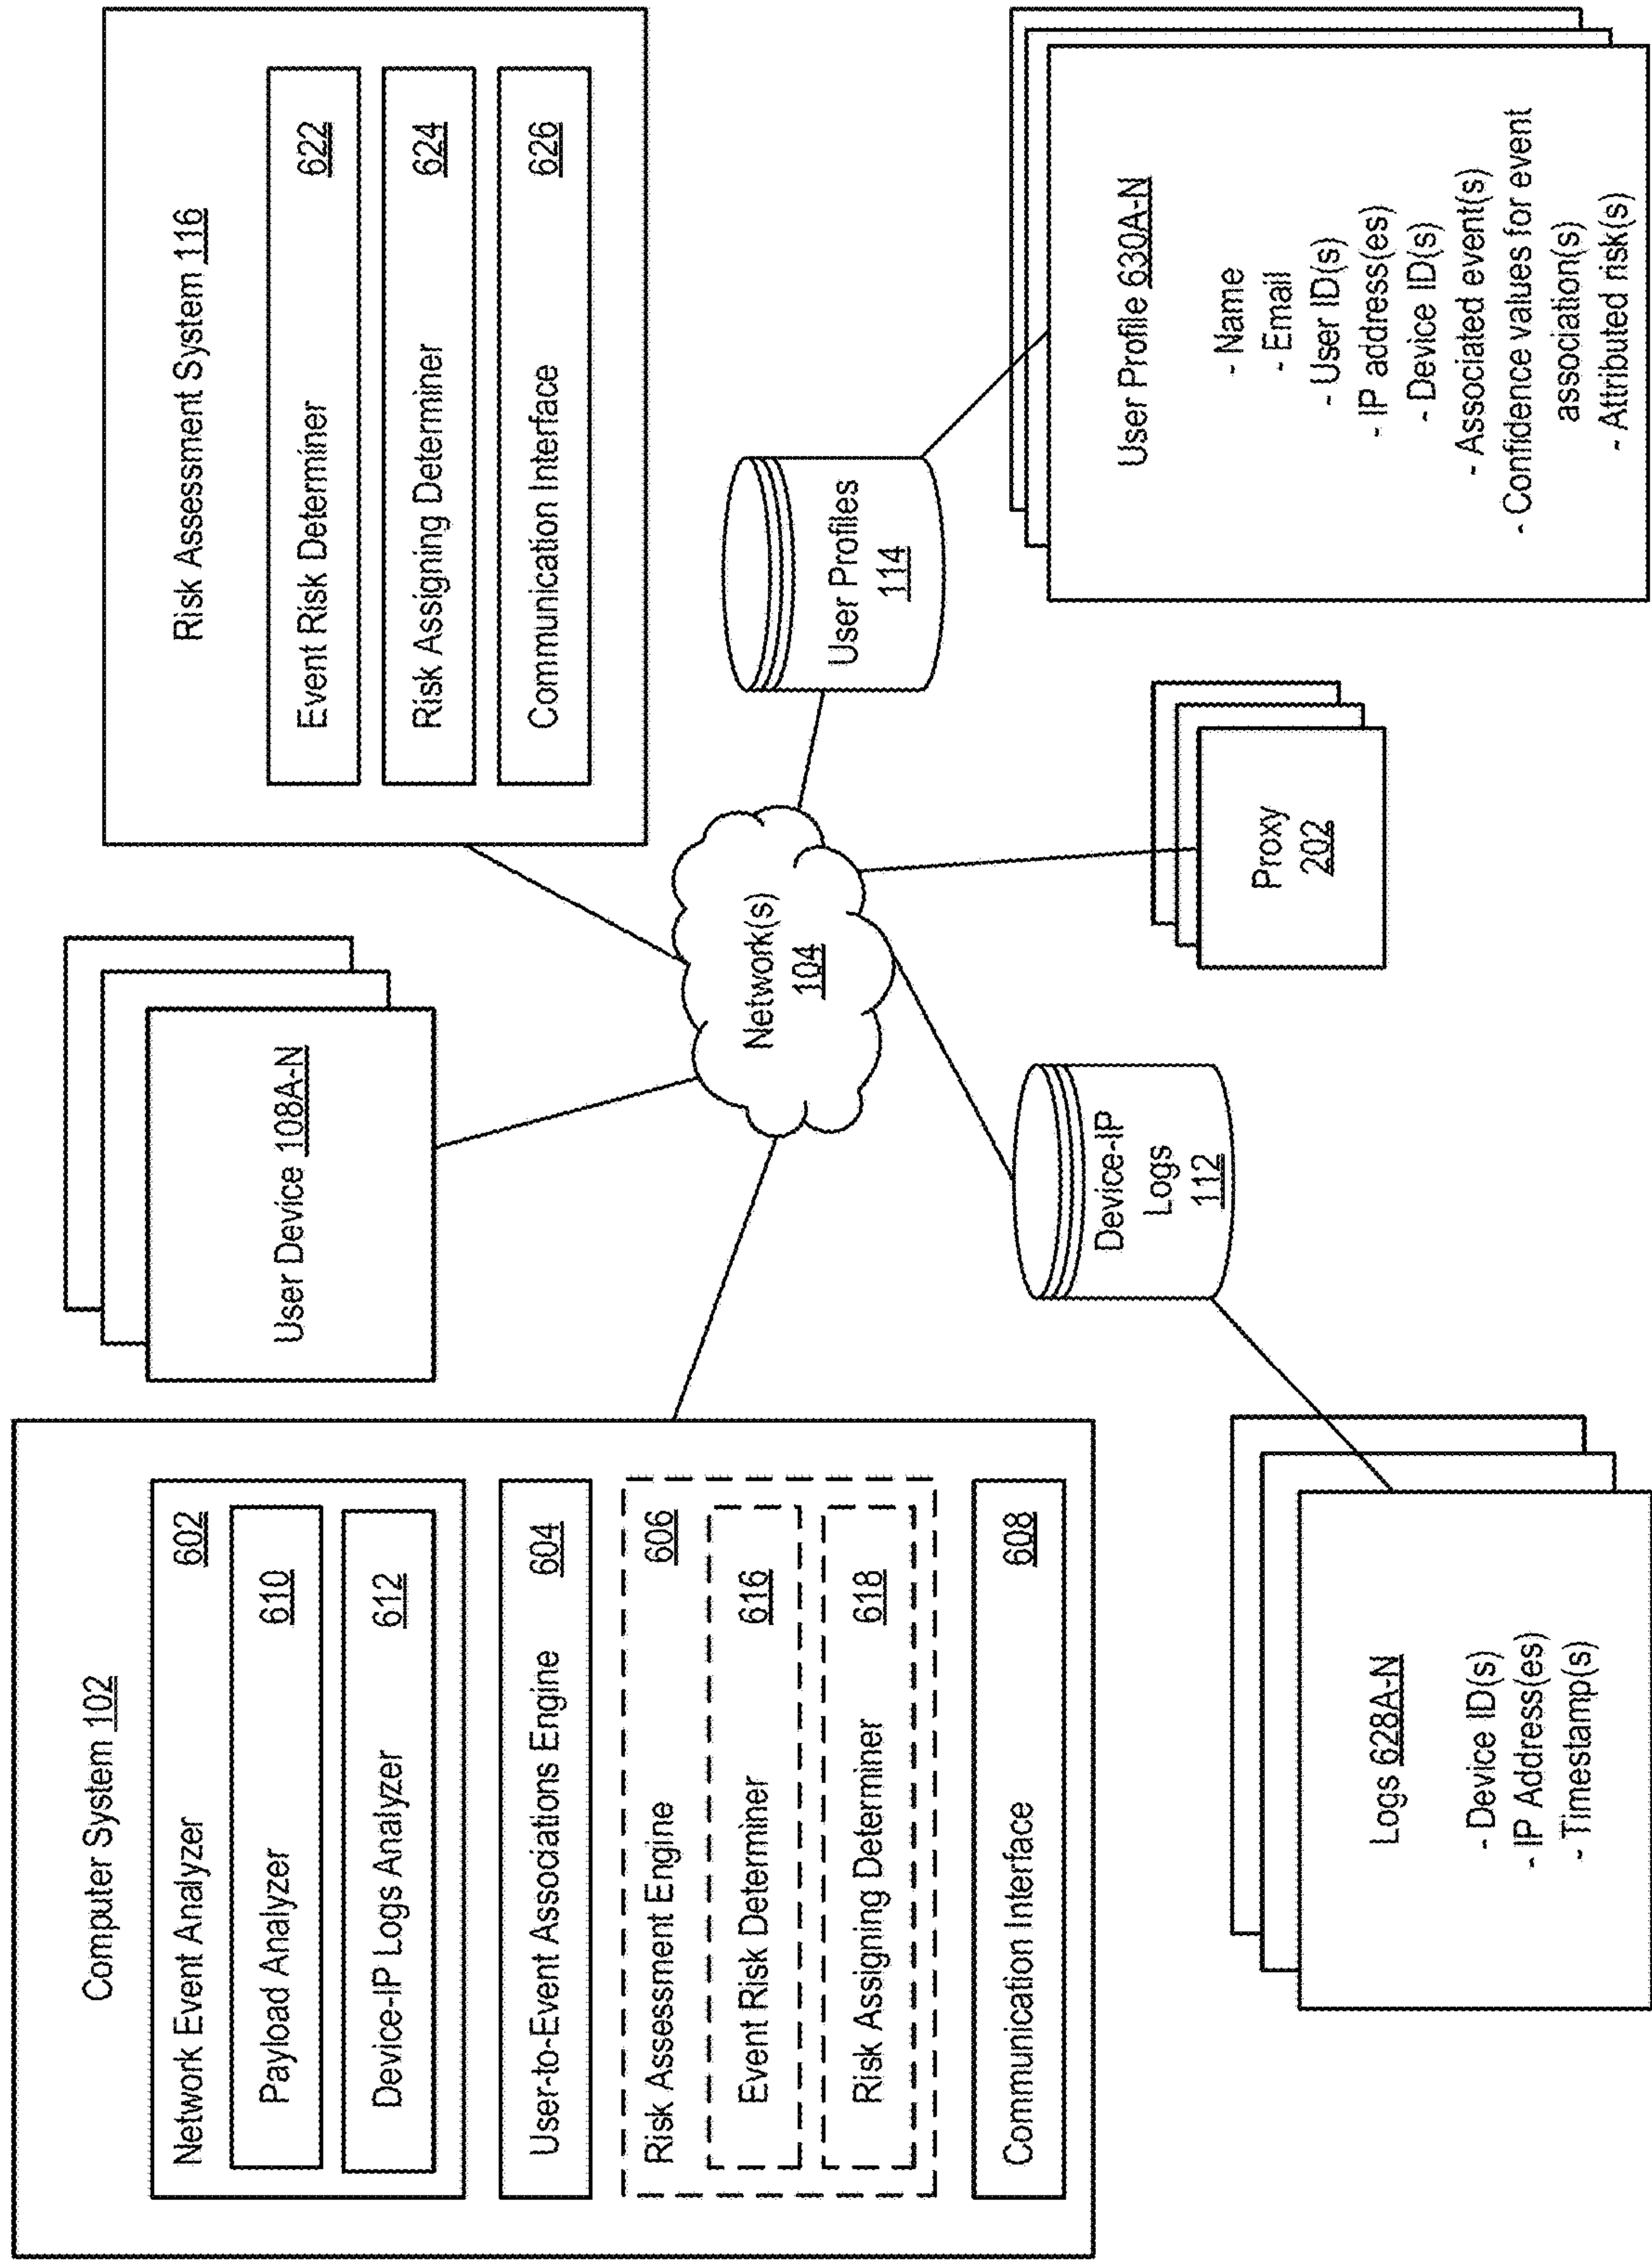 Computer System 102
Network Event Analyzer 602
Payload Analyzer 610
Device-IP Logs Analyzer 612
User-to-Event Associations Engine 604
Risk Assessment Engine 606
Event Risk Determiner 616
Risk Assigning Determiner 618
Communication Interface 608
User Device 108A-N
Risk Assessment System 116
Event Risk Determiner 622
Risk Assigning Determiner 624
Communication Interface 626
Network(s)
104
Logs 628A-N
- Device ID(s)
- IP Address(es)
- Timestamp(s)
Device-IP
Logs
112
Proxy
202
User Profiles
114
User Profile 630A-N
- Name
- Email
- User ID(s)
- IP address(es)
- Device ID(s)
- Associated event(s)
- Confidence values for event
association(s)
- Attributed risk(s)